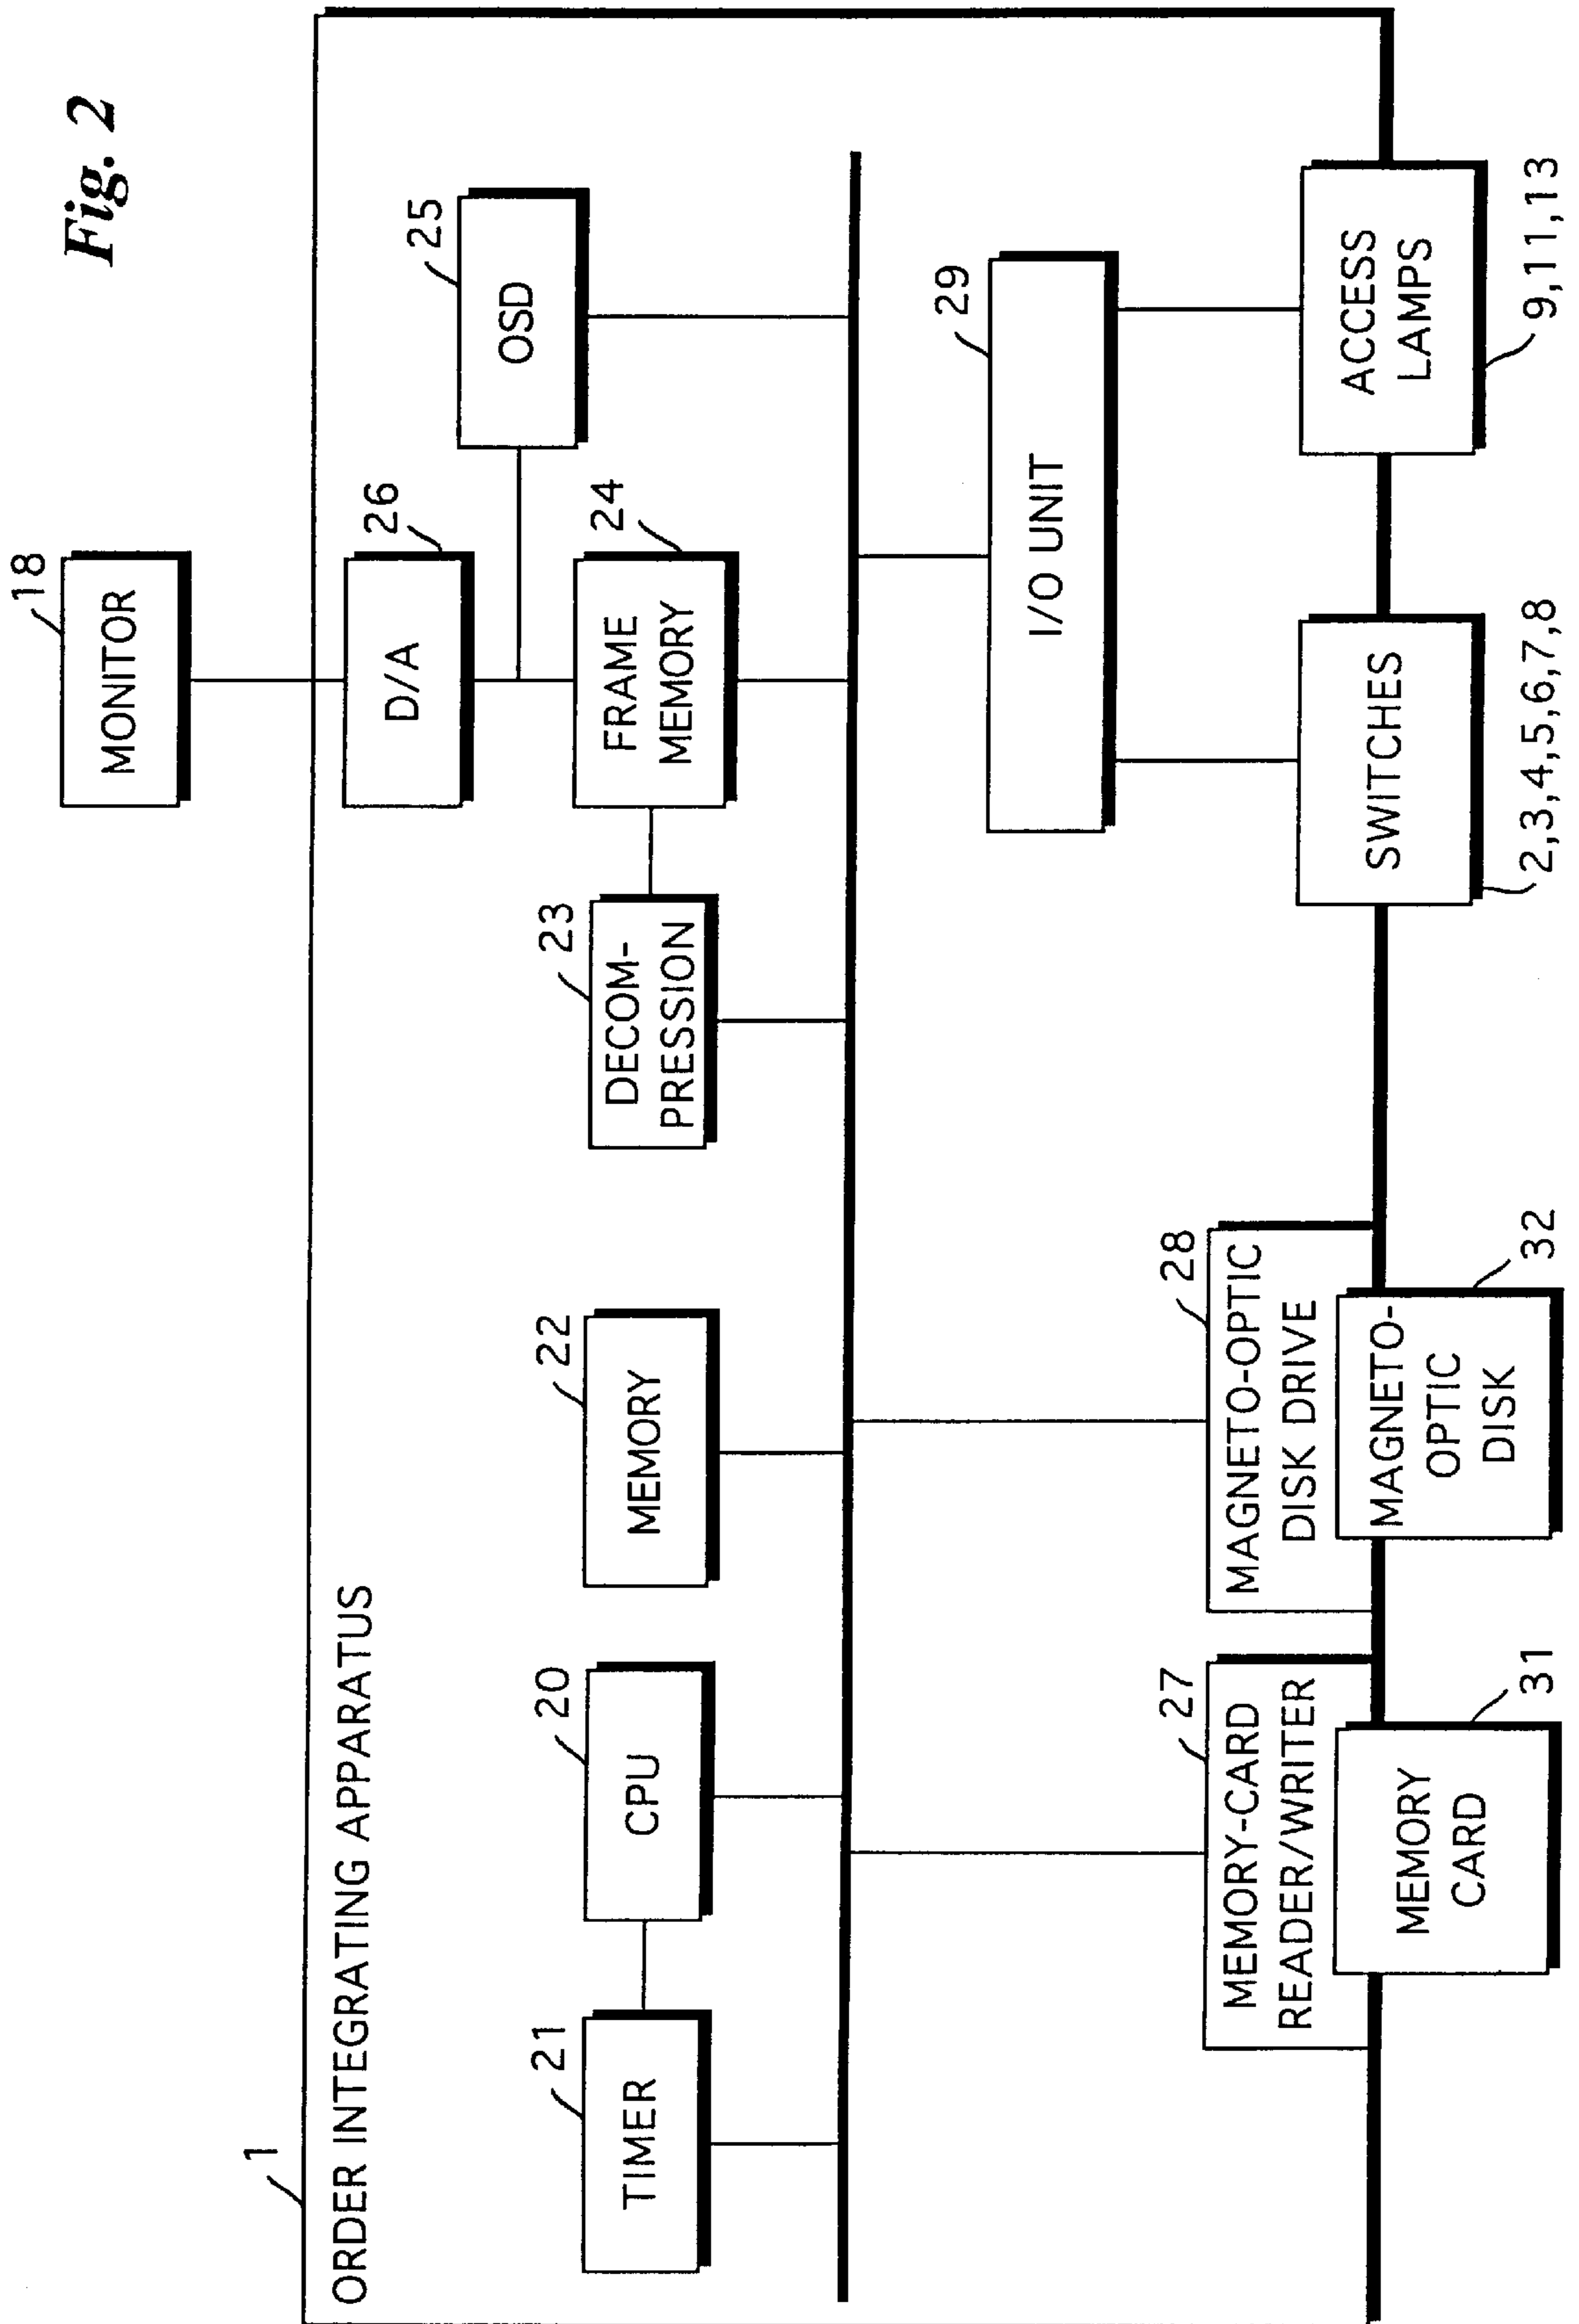 Fig. 2
18
MONITOR
1
ORDER INTEGRATING APPARATUS
26
D/A
25
OSD
21
TIMER
20
CPU
22
MEMORY
23
DECOM-
PRESSION
24
FRAME
MEMORY
29
I/O UNIT
27
MEMORY-CARD
READER/WRITER
28
MAGNETO-OPTIC
DISK DRIVE
MEMORY
CARD
31
MAGNETO-
OPTIC
DISK
32
SWITCHES
2,3,4,5,6,7,8
ACCESS
LAMPS
9,11,13